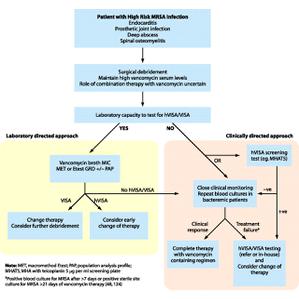 Patient with High Risk MRSA Infection
Endocarditis
Prosthetic joint infection
Deep abscess
Spinal osteomyelitis
Surgical debridement
Maintain high vancomycin serum levels
Role of combination therapy with vancomycin uncertain
Laboratory capacity to test for hVISA/VISA
Laboratory directed approach
YES
NO
Clinically directed approach
OR
hVISA screening
test (eg. MHATS)
Vancomycin broth MIC
MET or Etest GRD +/- PAP
No hVISA/VISA
Close clinical monitoring
Repeat blood cultures in
bacteremic patients
-ve
+ve
VISA
hVISA
Clinical
response
Treatment
failure*
Change therapy
Consider further debridement
Consider early
change of therapy
Complete therapy
with vancomycin
containing regimen
hVISA/VISA testing
(refer or in-house)
and
Consider change of
therapy
Note: MET, macromethod Etest; PAP, population analysis profile;
MHATS, MHA with teicoplanin 5 µg per ml screening plate
*Positive blood culture for MRSA after >7 days or positive sterile site
culture for MRSA >21 days of vancomycin therapy